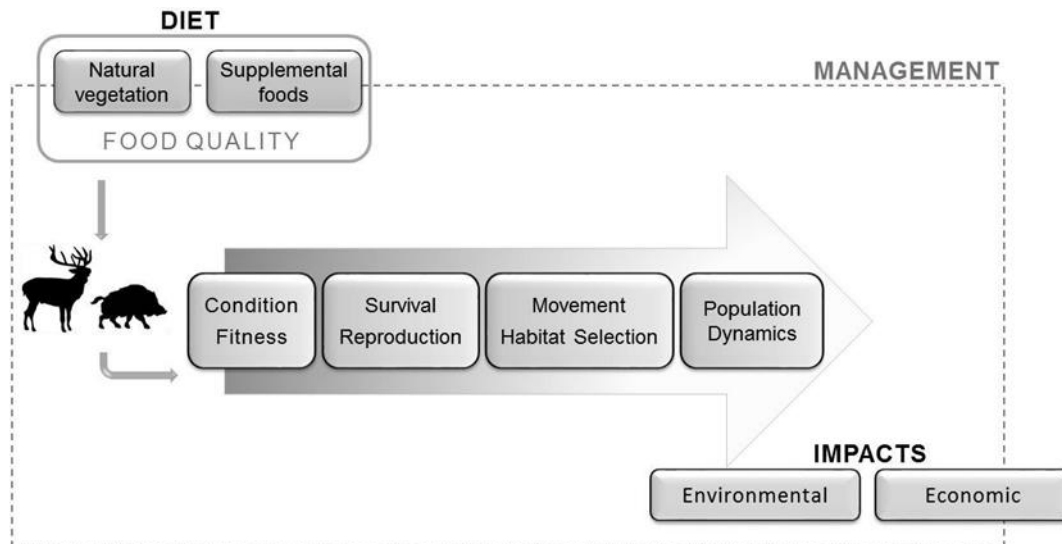 DIET
Natural
vegetation
Supplemental
foods
FOOD QUALITY
MANAGEMENT
Condition
Fitness
Survival
Reproduction
Movement
Habitat Selection
Population
Dynamics
IMPACTS
Environmental
Economic